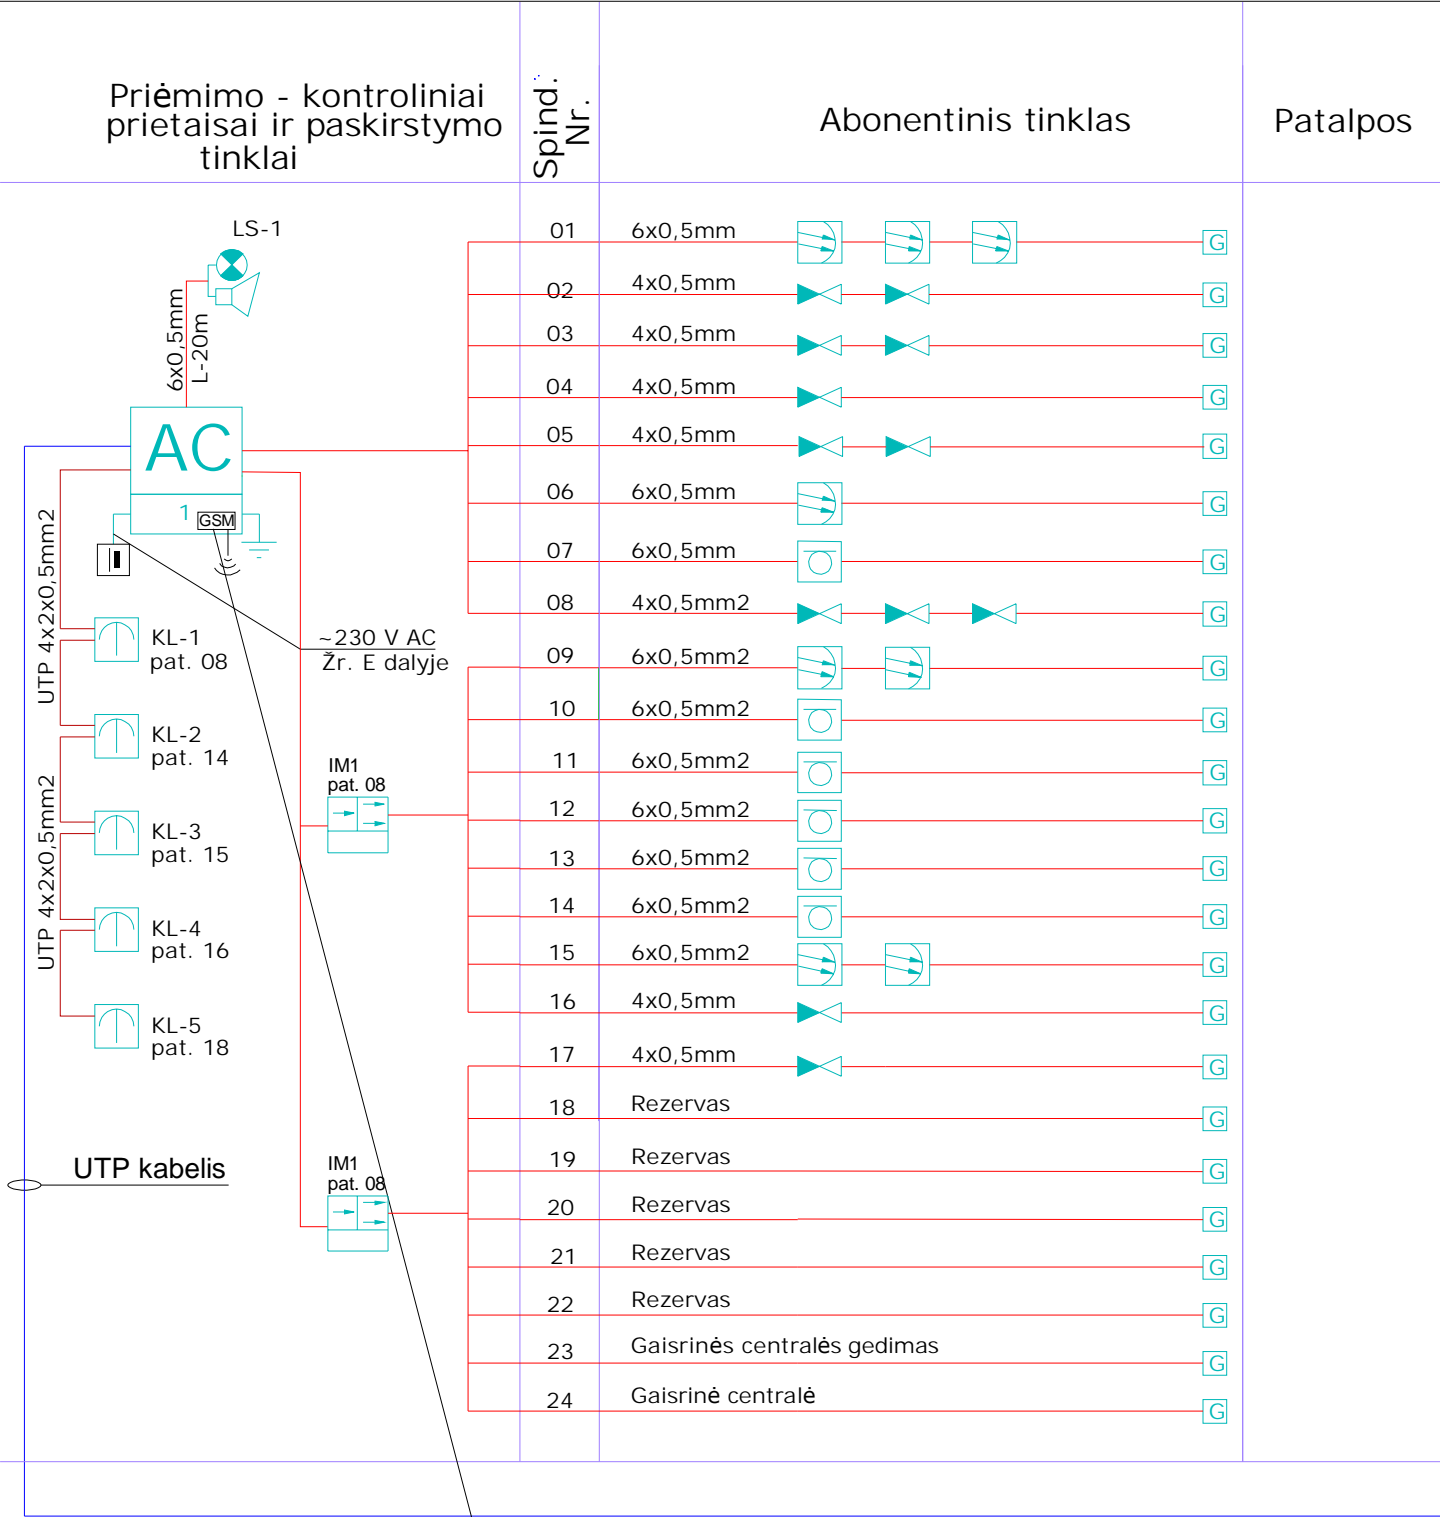 Priėmimo - kontroliniai
prietaisai ir paskirstymo
tinklai
Spind.
Nr.
Abonentinis tinklas
Patalpos
LS-1
6x0,5mm
L-20m
AC
1
GSM
UTP 4x2x0,5mm2
UTP 4x2x0,5mm2
~230 V AC
Žr. E dalyje
KL-1
pat. 08
KL-2
pat. 14
KL-3
pat. 15
KL-4
pat. 16
KL-5
pat. 18
IM1
pat. 08
IM1
pat. 08
UTP kabelis
01 6x0,5mm G
02 4x0,5mm G
03 4x0,5mm G
04 4x0,5mm G
05 4x0,5mm G
06 6x0,5mm G
07 6x0,5mm G
08 4x0,5mm2 G
09 6x0,5mm2 G
10 6x0,5mm2 G
11 6x0,5mm2 G
12 6x0,5mm2 G
13 6x0,5mm2 G
14 6x0,5mm2 G
15 6x0,5mm2 G
16 4x0,5mm G
17 4x0,5mm G
18 Rezervas G
19 Rezervas G
20 Rezervas G
21 Rezervas G
22 Rezervas G
23 Gaisrinės centralės gedimas G
24 Gaisrinė centralė G